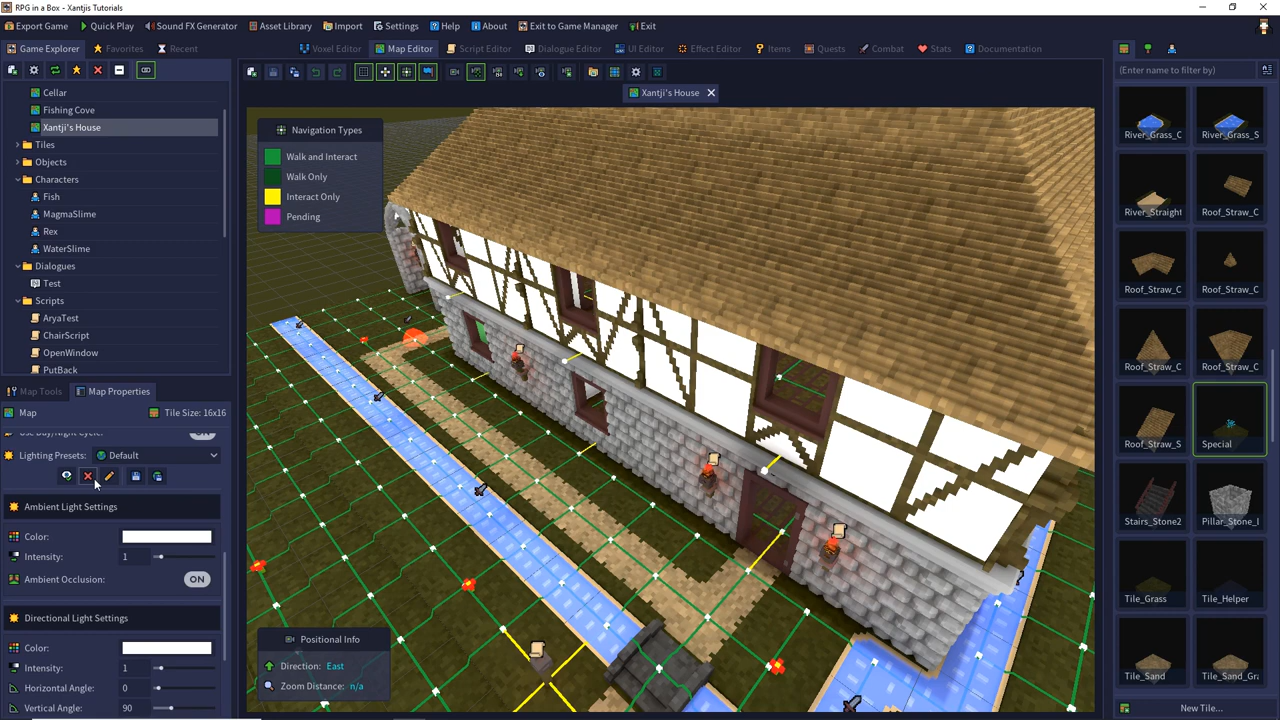 RPG in a Box — Xantjis Tutorials
Export Game
Quick Play
Sound FX Generator
Asset Library
Import
Settings
Help
About
Exit to Game Manager
Exit
Game Explorer
Favorites
Recent
Voxel Editor
Map Editor
Script Editor
Dialogue Editor
UI Editor
Effect Editor
Items
Quests
Combat
Stats
Documentation
(Enter name to filter by)
Xantji's House
Cellar
Fishing Cove
Xantji's House
Tiles
Objects
Characters
Fish
MagmaSlime
Rex
WaterSlime
Dialogues
Test
Scripts
AryaTest
ChairScript
OpenWindow
PutBack
Map Tools
Map Properties
Map
Tile Size: 16x16
Use Day/Night Cycle:
ON
Lighting Presets:
Default
Ambient Light Settings
Color:
Intensity:
1
Ambient Occlusion:
ON
Directional Light Settings
Color:
Intensity:
1
Horizontal Angle:
0
Vertical Angle:
90
Navigation Types
Walk and Interact
Walk Only
Interact Only
Pending
Positional Info
Direction: East
Zoom Distance: n/a
River_Grass_C
River_Grass_S
River_Straight
Roof_Straw_C
Roof_Straw_C
Roof_Straw_C
Roof_Straw_C
Roof_Straw_C
Roof_Straw_S
Special
Stairs_Stone2
Pillar_Stone_I
Tile_Grass
Tile_Helper
Tile_Sand
Tile_Sand_Gra
New Tile...